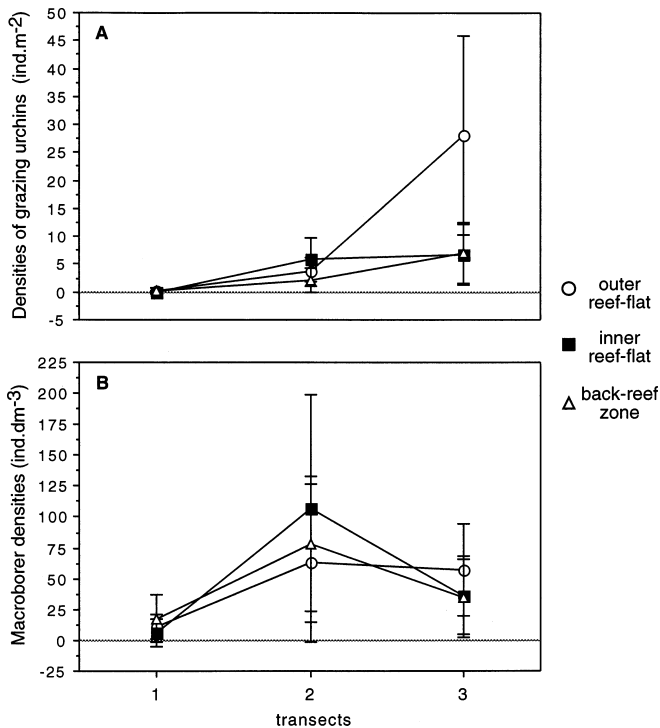 A
Densities of grazing urchins (ind.m-2)
50
45
40
35
30
25
20
15
10
5
0
-5
B
Macroborer densities (ind.dm-3)
225
200
175
150
125
100
75
50
25
0
-25
1 2 3
transects
outer
reef-flat
inner
reef-flat
back-reef
zone